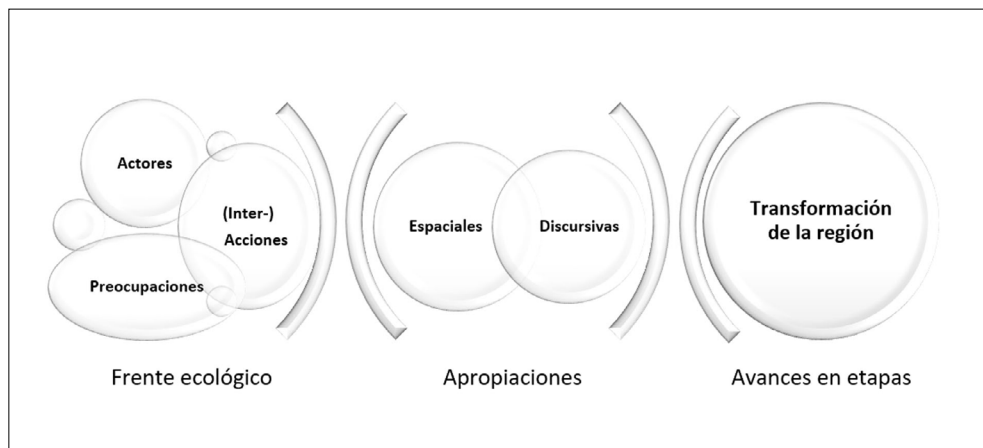 Actores
(Inter-)
Acciones
Preocupaciones
Espaciales
Discursivas
Transformación
de la región
Frente ecológico
Apropiaciones
Avances en etapas